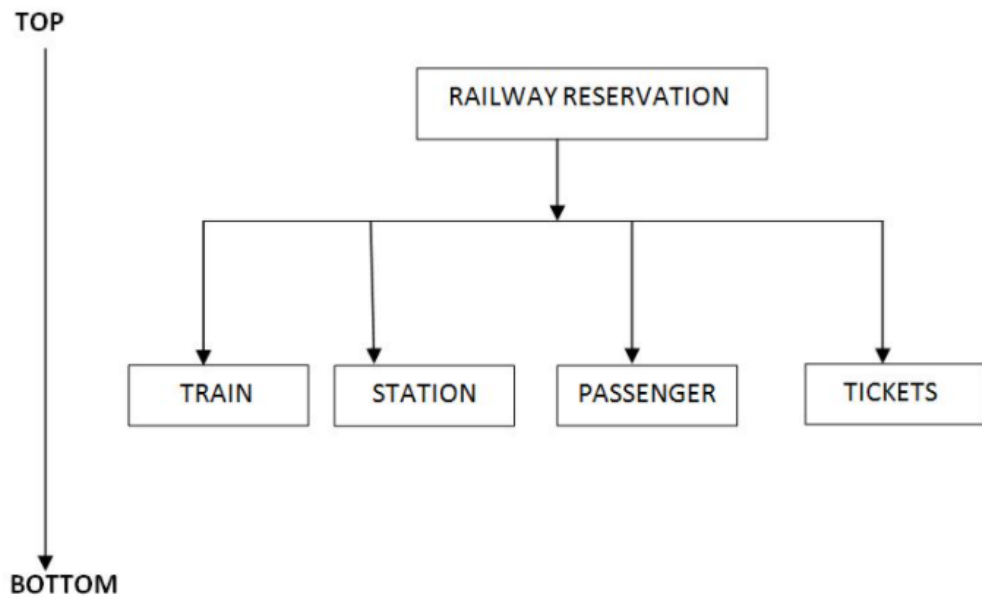 TOP
RAILWAY RESERVATION
TRAIN
STATION
PASSENGER
TICKETS
BOTTOM